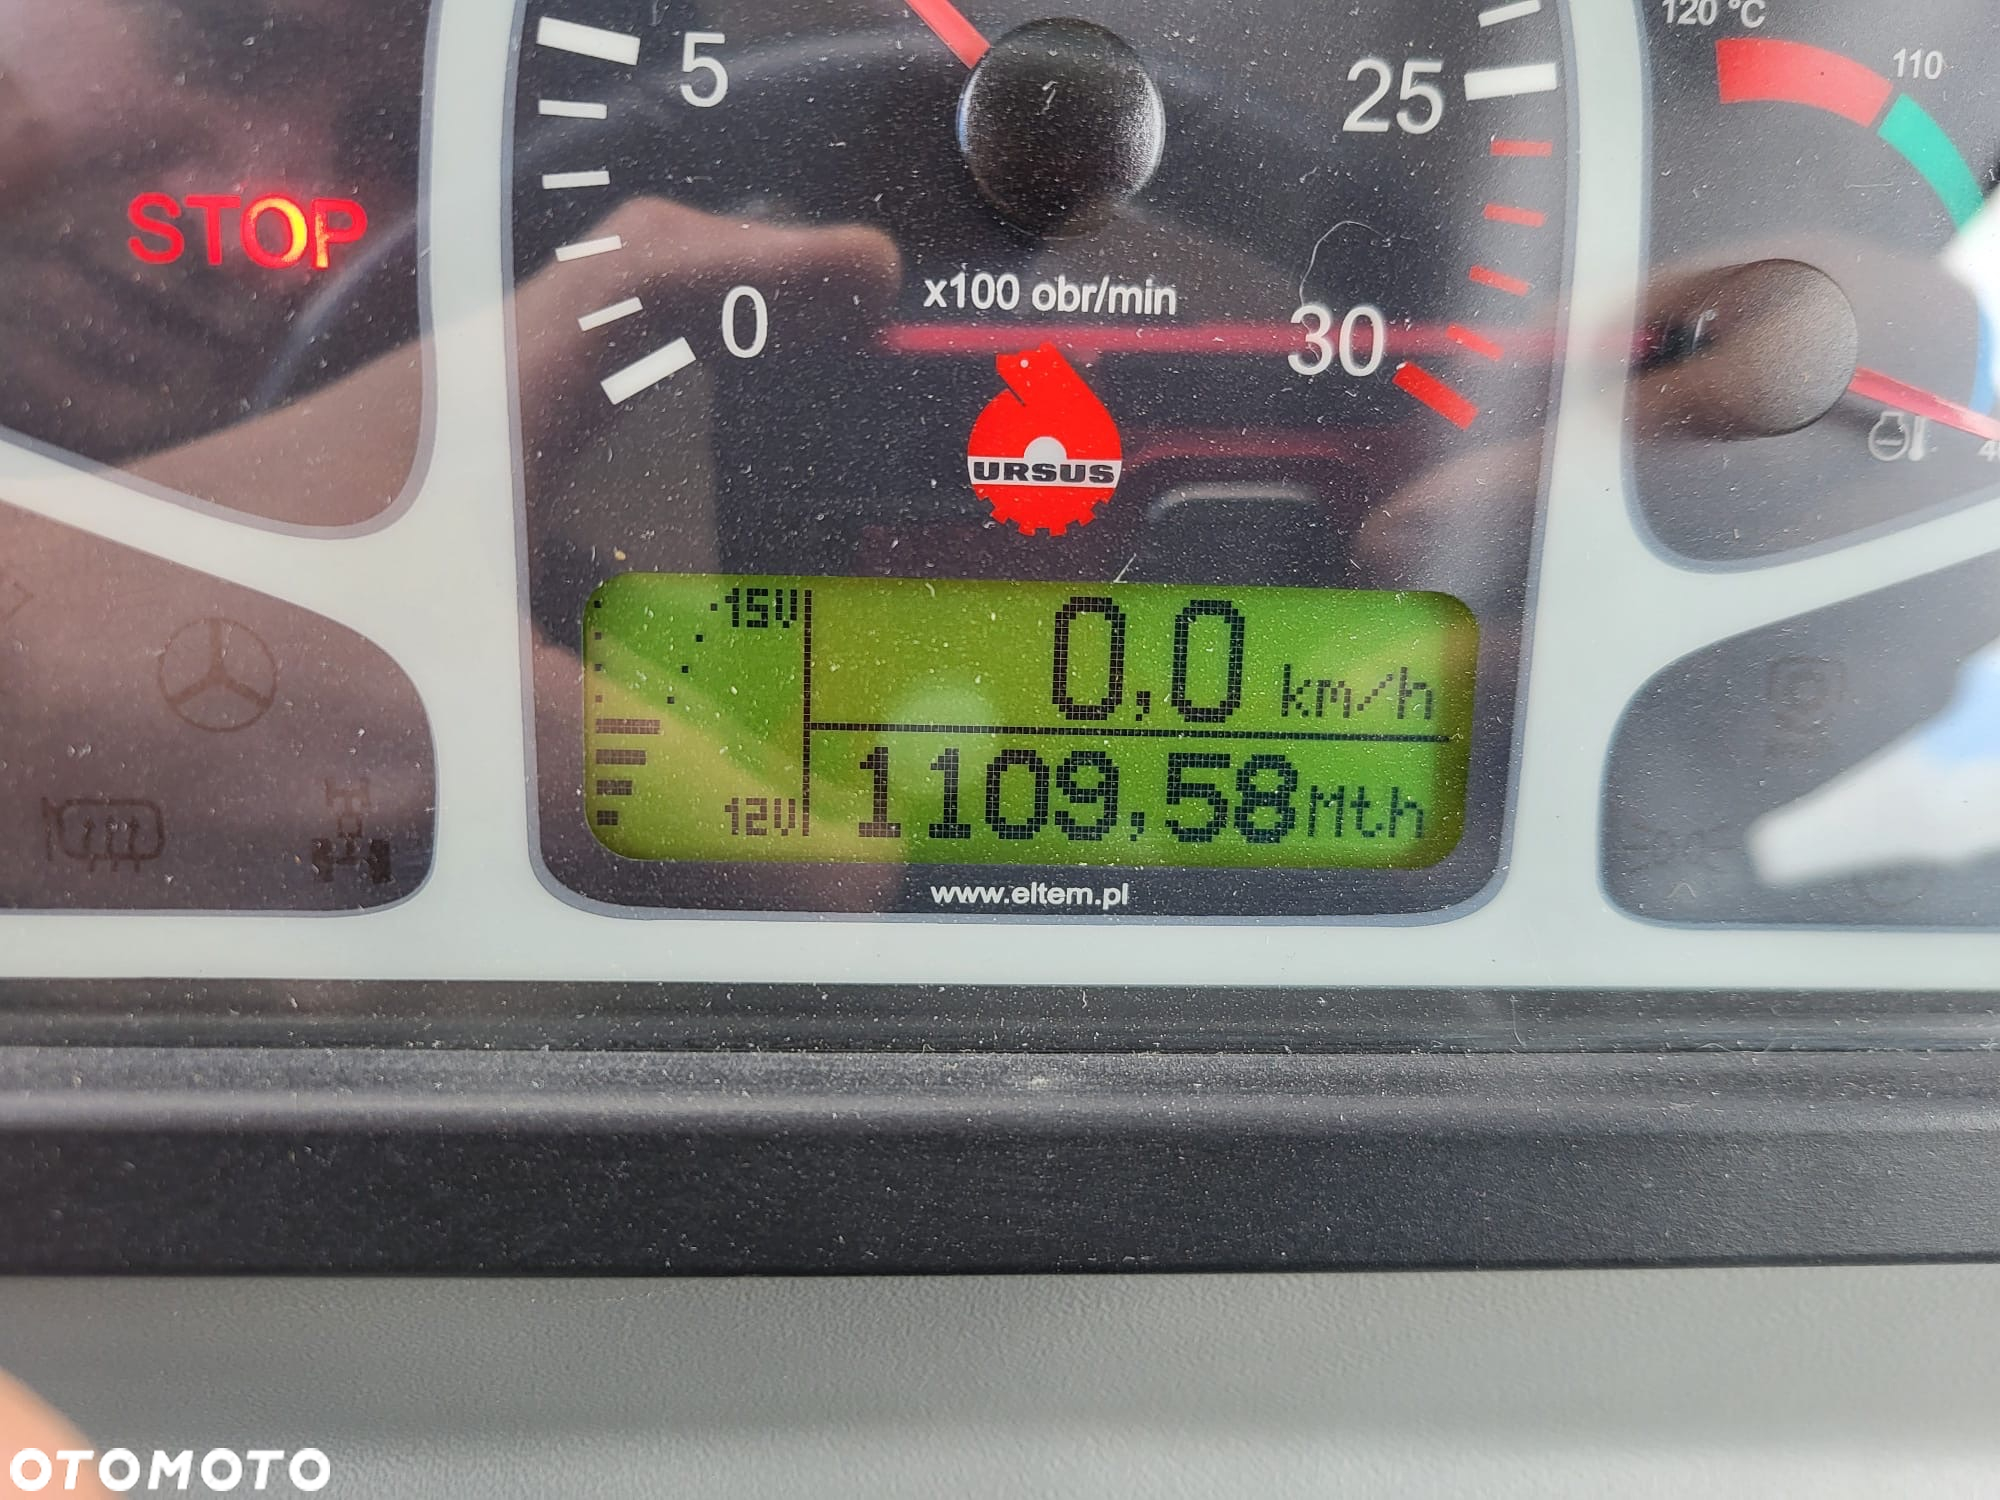 120 °C
110
5
25
STOP
0
x100 obr/min
30
URSUS
15V
0,0 km/h
12V
1109,58 Mth
www.eltem.pl
OTOMOTO